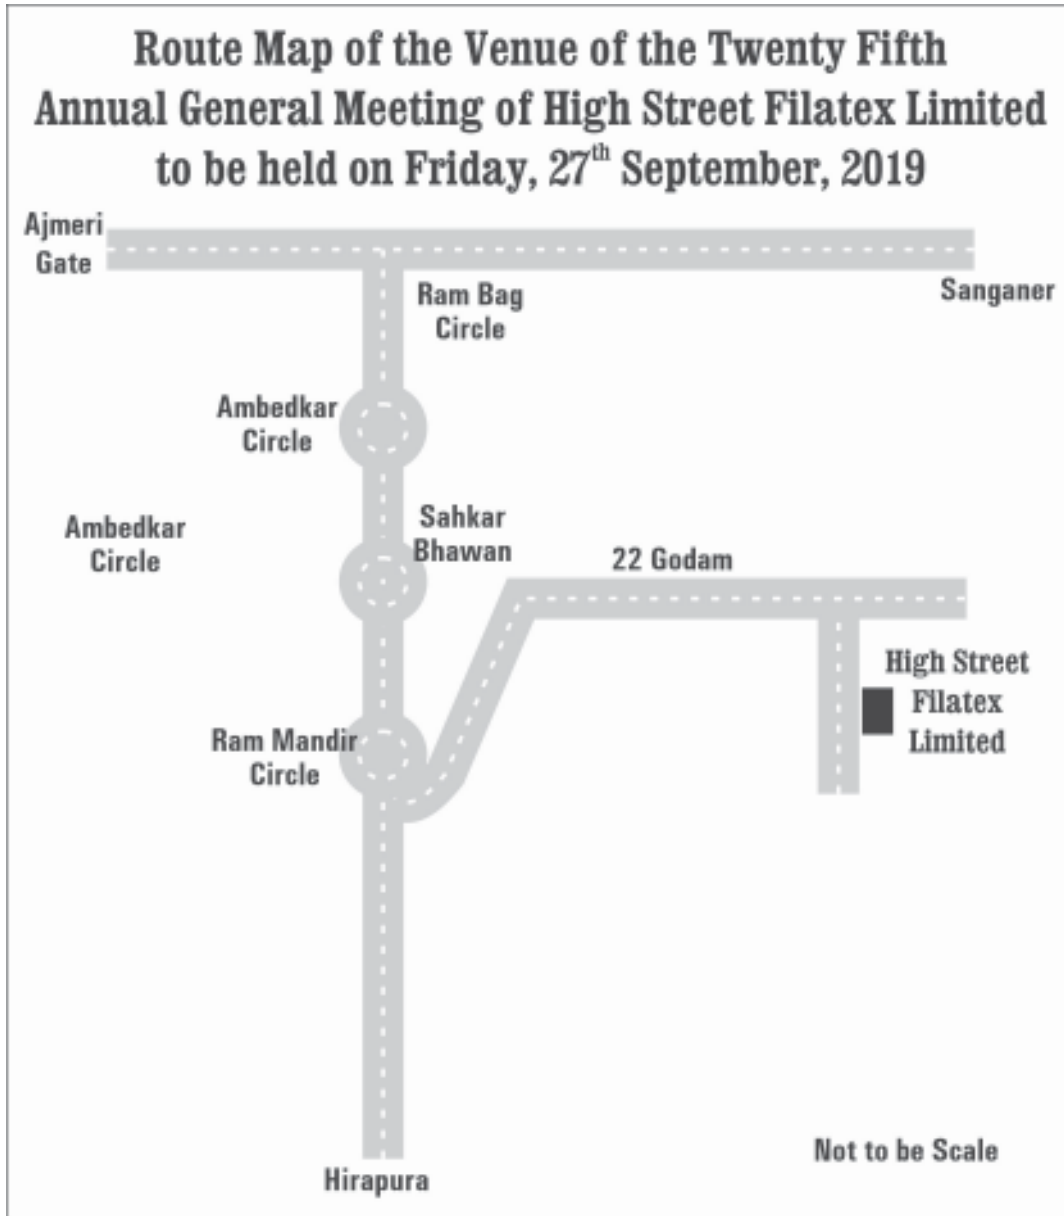 Route Map of the Venue of the Twenty Fifth
Annual General Meeting of High Street Filatex Limited
to be held on Friday, 27th September, 2019
Ajmeri
Gate
Sanganer
Ram Bag
Circle
Ambedkar
Circle
Sahkar
Bhawan
Ambedkar
Circle
22 Godam
High Street
Filatex
Limited
Ram Mandir
Circle
Not to be Scale
Hirapura